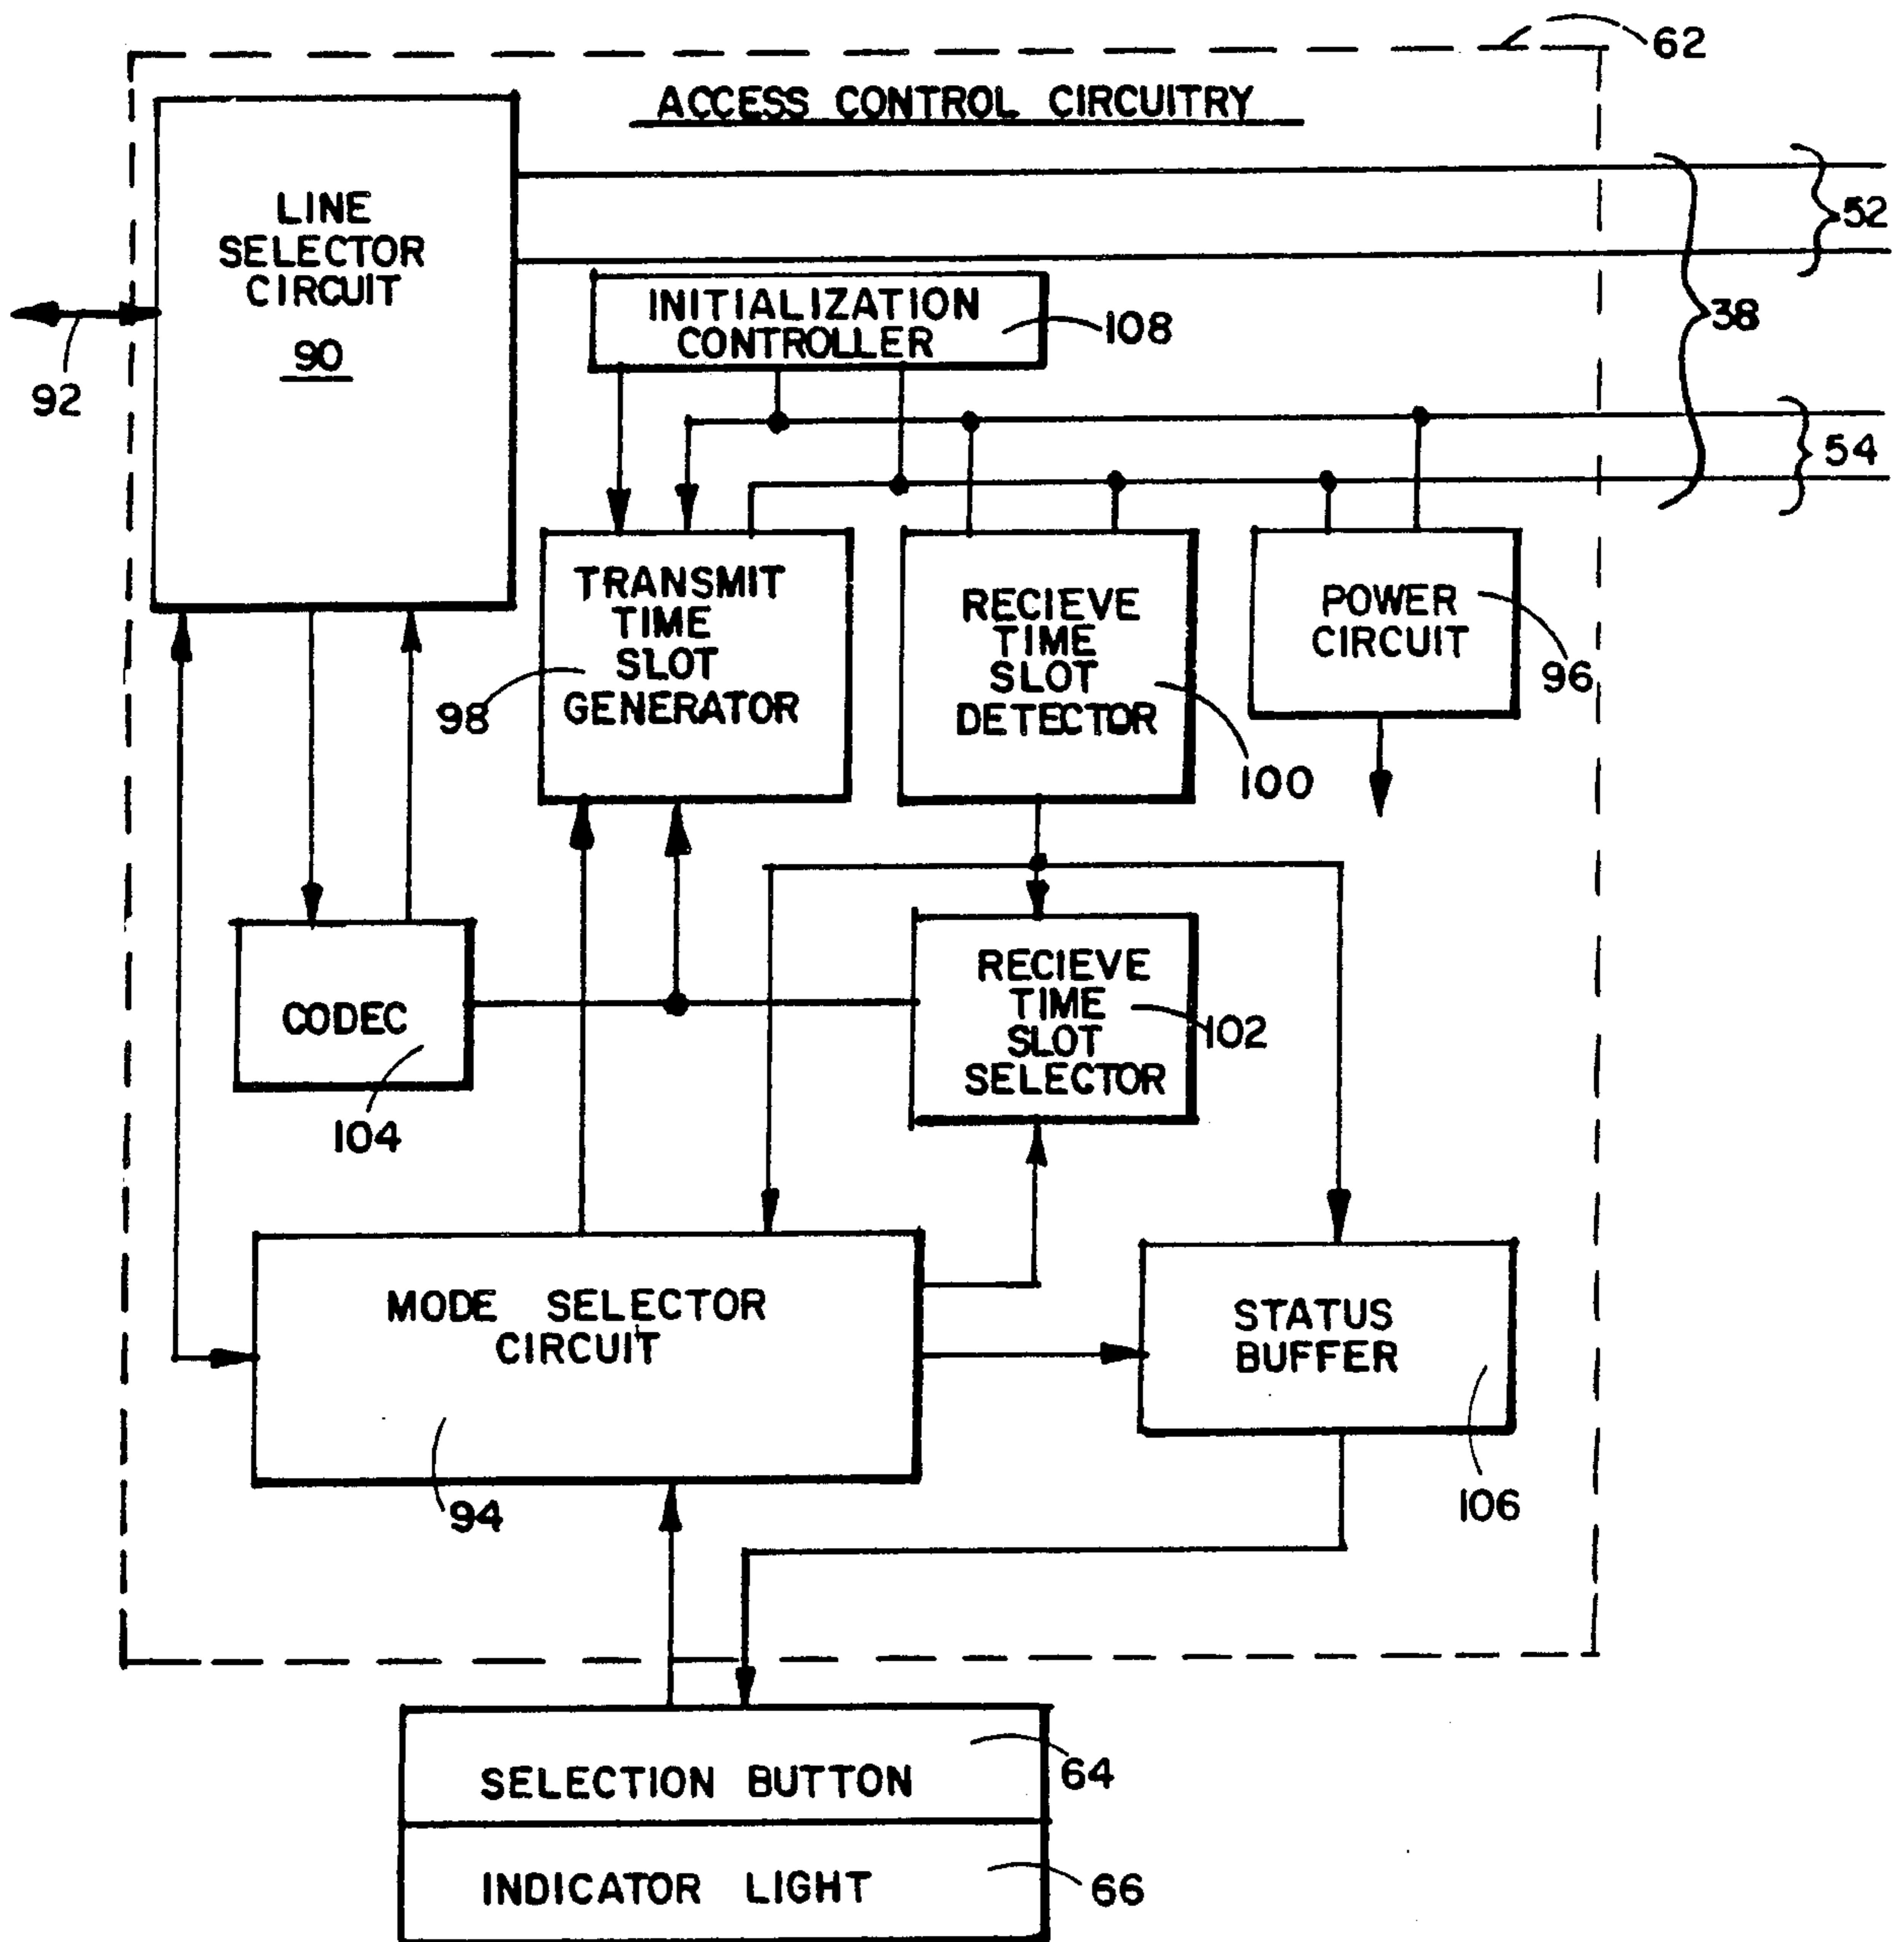 62
ACCESS CONTROL CIRCUITRY
LINE
SELECTOR
CIRCUIT
90
92
52
38
54
INITIALIZATION
CONTROLLER
108
TRANSMIT
TIME
SLOT
GENERATOR
98
RECIEVE
TIME
SLOT
DETECTOR
100
POWER
CIRCUIT
96
CODEC
104
RECIEVE
TIME
SLOT
SELECTOR
102
MODE SELECTOR
CIRCUIT
94
STATUS
BUFFER
106
SELECTION BUTTON
64
INDICATOR LIGHT
66